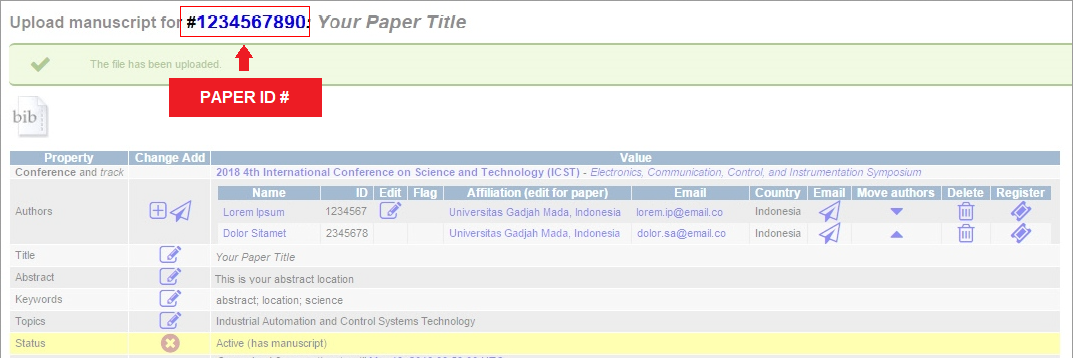 Upload manuscript for #1234567890: Your Paper Title
The file has been uploaded.
PAPER ID #
bib
Property Change Add Value
Conference and track 2018 4th International Conference on Science and Technology (ICST) - Electronics, Communication, Control, and Instrumentation Symposium
Name ID Edit Flag Affiliation (edit for paper) Email Country Email Move authors Delete Register
Authors Lorem Ipsum 1234567 Universitas Gadjah Mada, Indonesia lorem.ip@email.co Indonesia
Dolor Sitamet 2345678 Universitas Gadjah Mada, Indonesia dolor.sa@email.co Indonesia
Title Your Paper Title
Abstract This is your abstract location
Keywords abstract; location; science
Topics Industrial Automation and Control Systems Technology
Status Active (has manuscript)